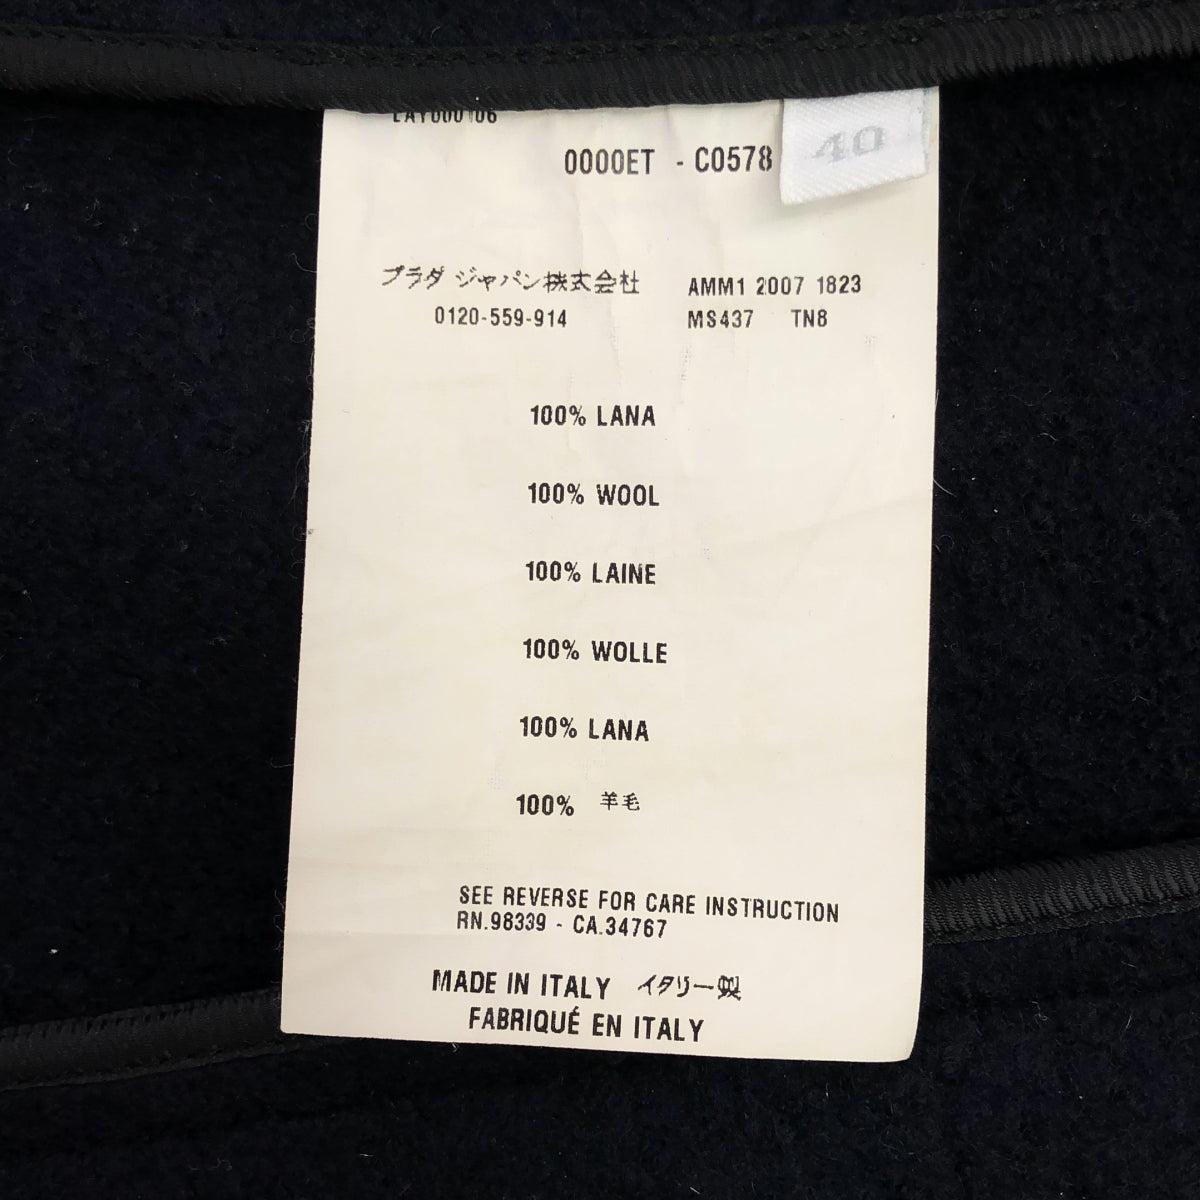 LAY000106
0000ET - C0578
40
プラダ ジャパン株式会社
0120-559-914
AMM1 2007 1823
MS437 TN8
100% LANA
100% WOOL
100% LAINE
100% WOLLE
100% LANA
100% 羊毛
SEE REVERSE FOR CARE INSTRUCTION
RN.98339 - CA.34767
MADE IN ITALY イタリー製
FABRIQUÉ EN ITALY